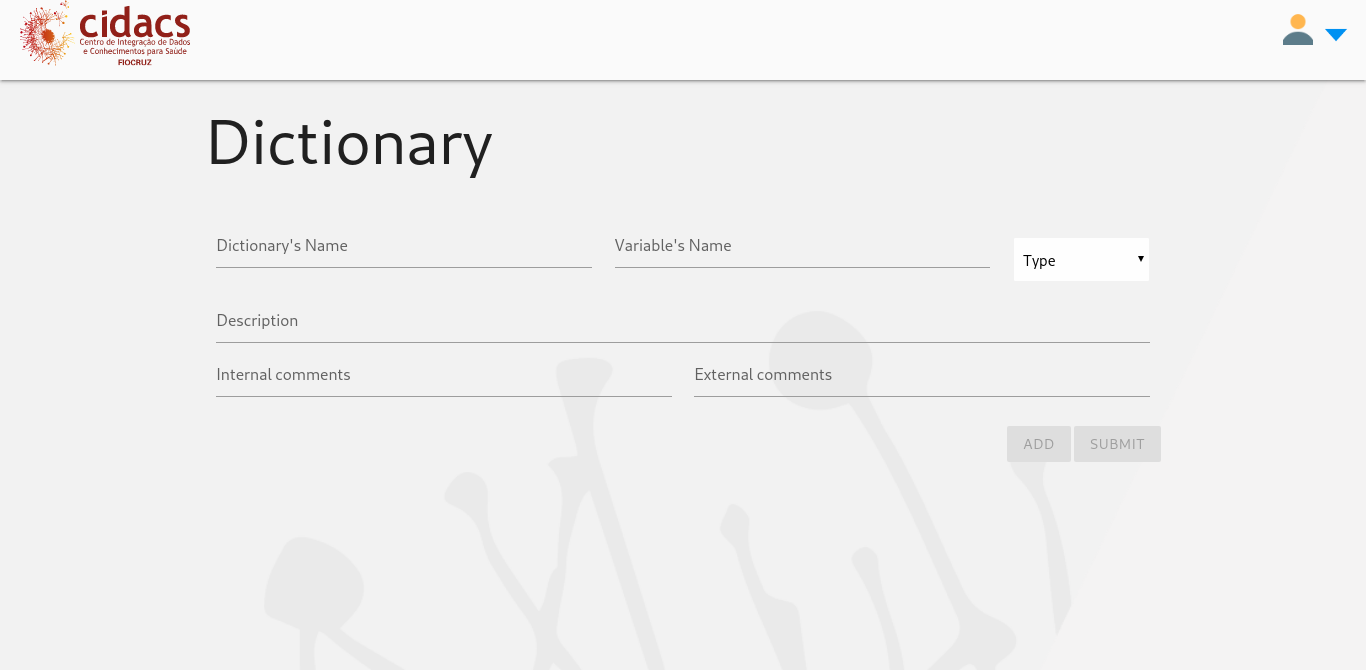 cidacs
Centro de Integração de Dados
e Conhecimentos para Saúde
FIOCRUZ
Dictionary
Dictionary's Name
Variable's Name
Type
Description
Internal comments
External comments
ADD
SUBMIT